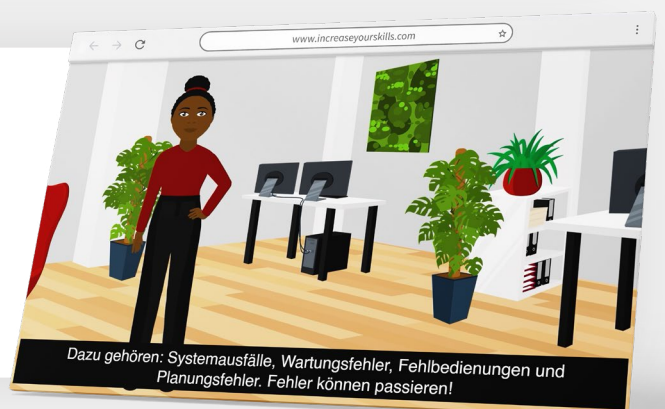 www.increaseyourskills.com
Dazu gehören: Systemausfälle, Wartungsfehler, Fehlbedienungen und
Planungsfehler. Fehler können passieren!